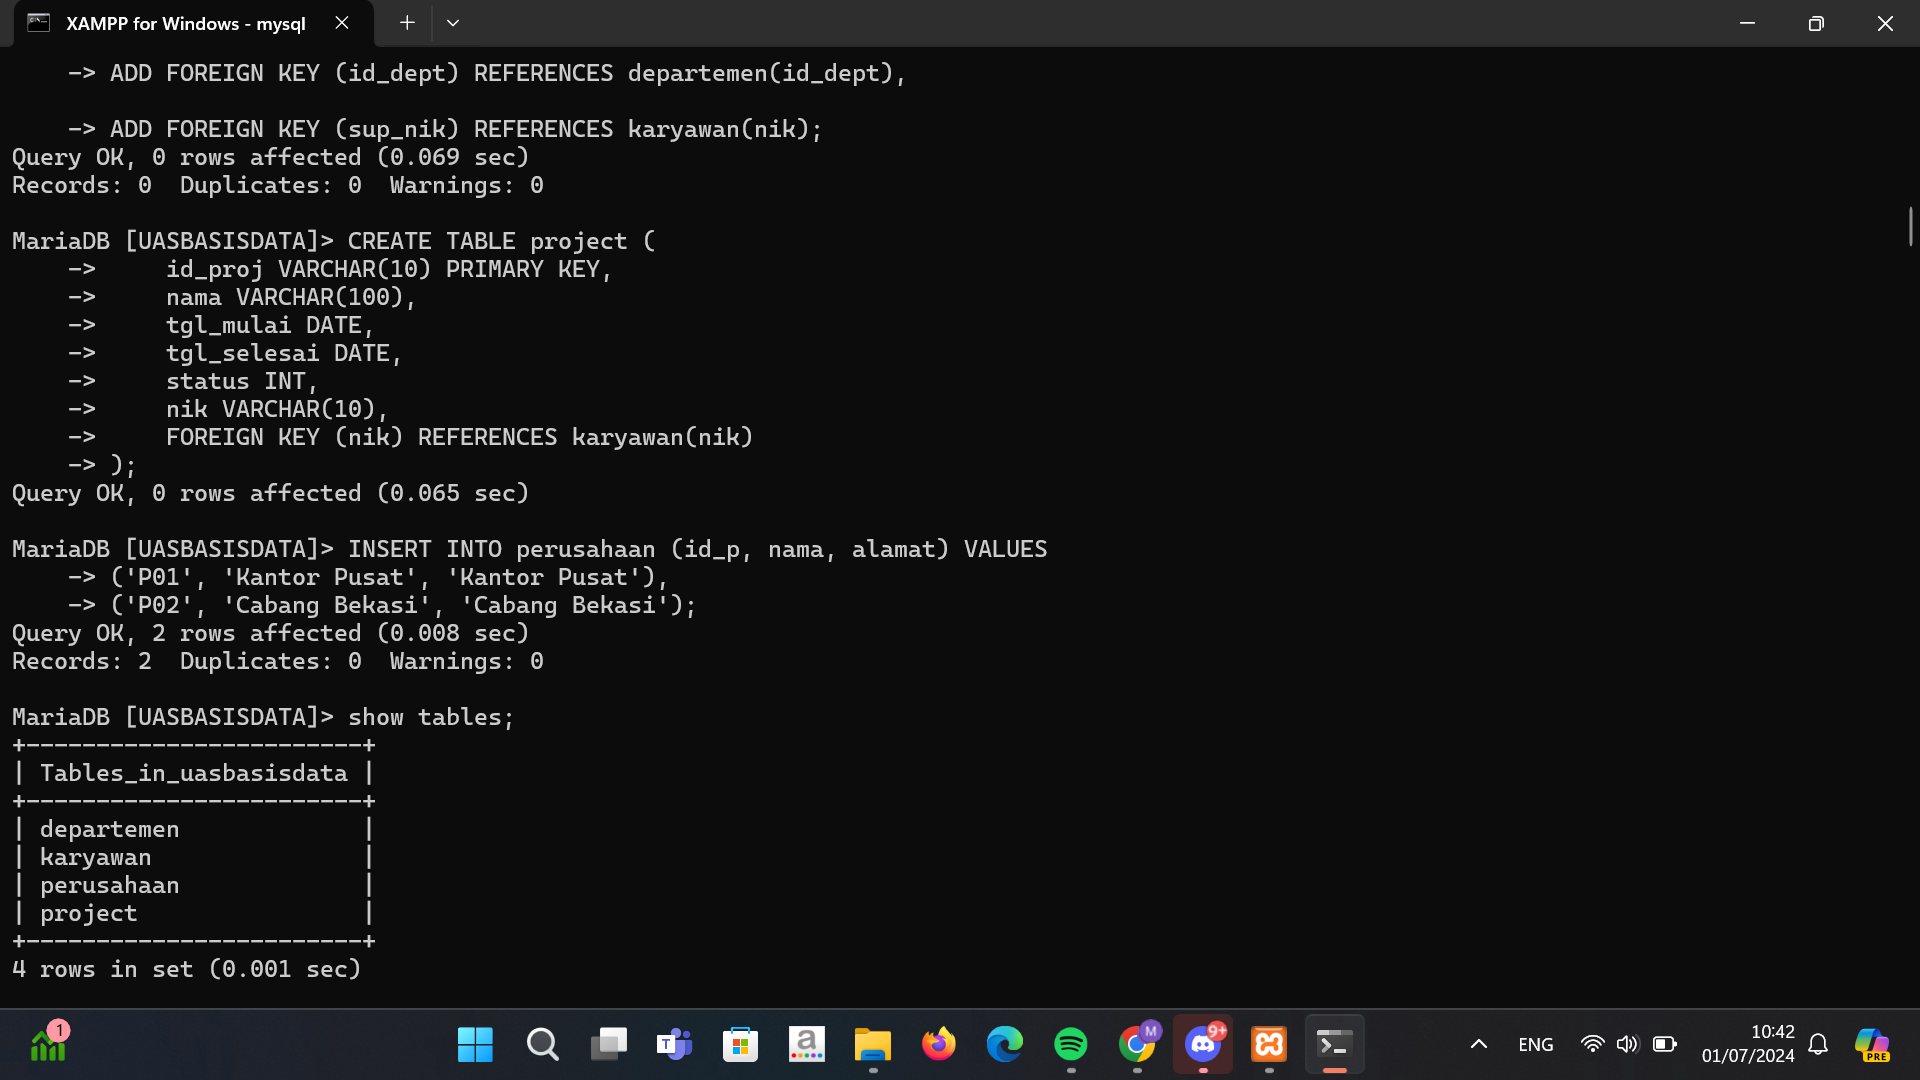 XAMPP for Windows - mysql
    -> ADD FOREIGN KEY (id_dept) REFERENCES departemen(id_dept),
    -> ADD FOREIGN KEY (sup_nik) REFERENCES karyawan(nik);
Query OK, 0 rows affected (0.069 sec)
Records: 0  Duplicates: 0  Warnings: 0
MariaDB [UASBASISDATA]> CREATE TABLE project (
    ->     id_proj VARCHAR(10) PRIMARY KEY,
    ->     nama VARCHAR(100),
    ->     tgl_mulai DATE,
    ->     tgl_selesai DATE,
    ->     status INT,
    ->     nik VARCHAR(10),
    ->     FOREIGN KEY (nik) REFERENCES karyawan(nik)
    -> );
Query OK, 0 rows affected (0.065 sec)
MariaDB [UASBASISDATA]> INSERT INTO perusahaan (id_p, nama, alamat) VALUES
    -> ('P01', 'Kantor Pusat', 'Kantor Pusat'),
    -> ('P02', 'Cabang Bekasi', 'Cabang Bekasi');
Query OK, 2 rows affected (0.008 sec)
Records: 2  Duplicates: 0  Warnings: 0
MariaDB [UASBASISDATA]> show tables;
+------------------------+
| Tables_in_uasbasisdata |
+------------------------+
| departemen             |
| karyawan               |
| perusahaan             |
| project                |
+------------------------+
4 rows in set (0.001 sec)
1
T
a
M
9+
ENG
10:42
01/07/2024
PRE